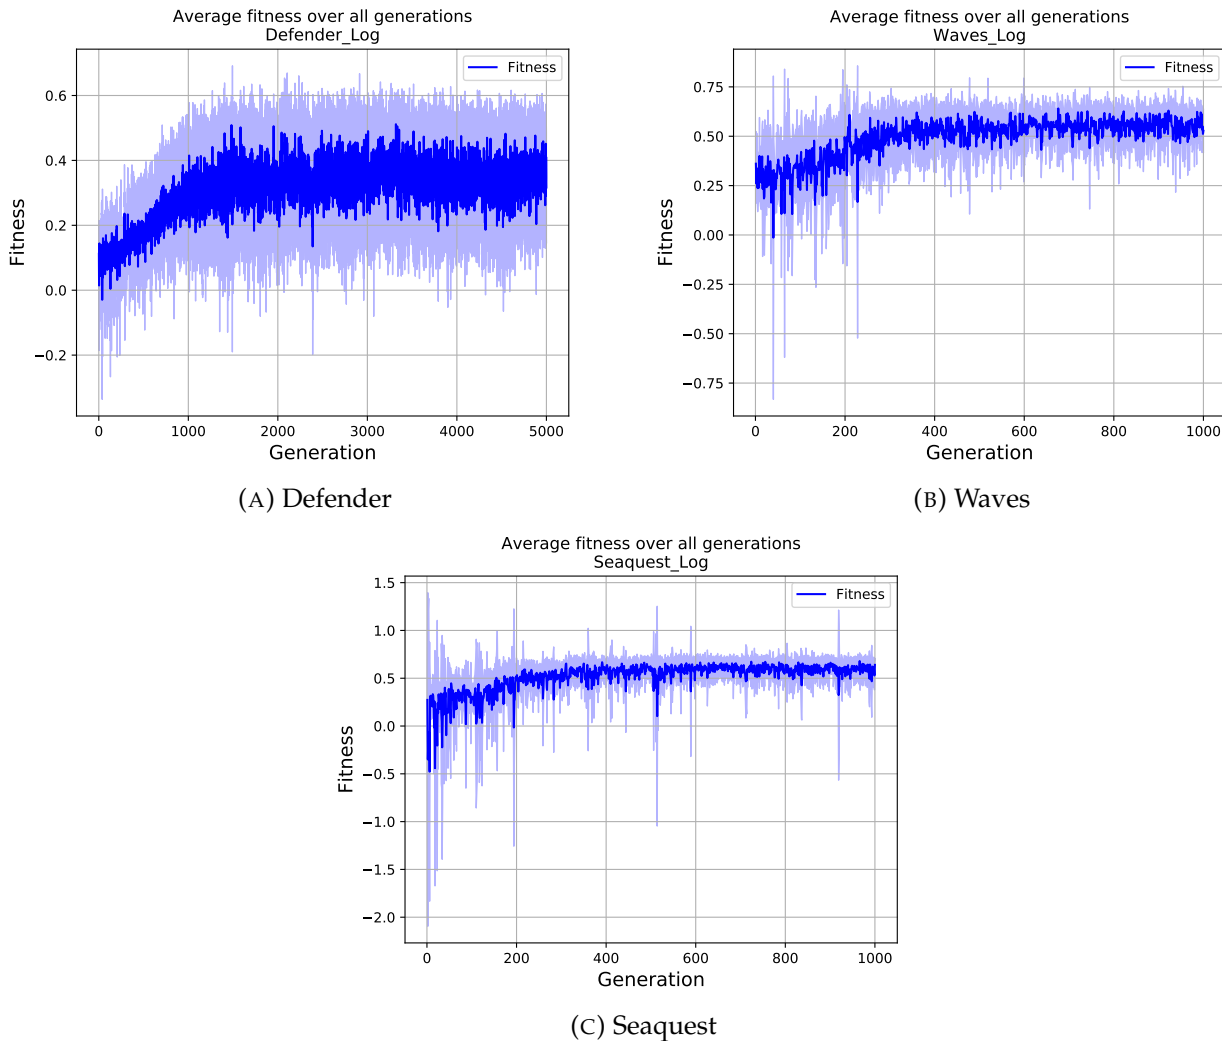 Average fitness over all generations
Defender_Log
Fitness
0.6
0.4
0.2
0.0
−0.2
Fitness
0
1000
2000
3000
4000
5000
Generation
(A) Defender
Average fitness over all generations
Waves_Log
Fitness
0.75
0.50
0.25
0.00
−0.25
−0.50
−0.75
Fitness
0
200
400
600
800
1000
Generation
(B) Waves
Average fitness over all generations
Seaquest_Log
Fitness
1.5
1.0
0.5
0.0
−0.5
−1.0
−1.5
−2.0
Fitness
0
200
400
600
800
1000
Generation
(C) Seaquest